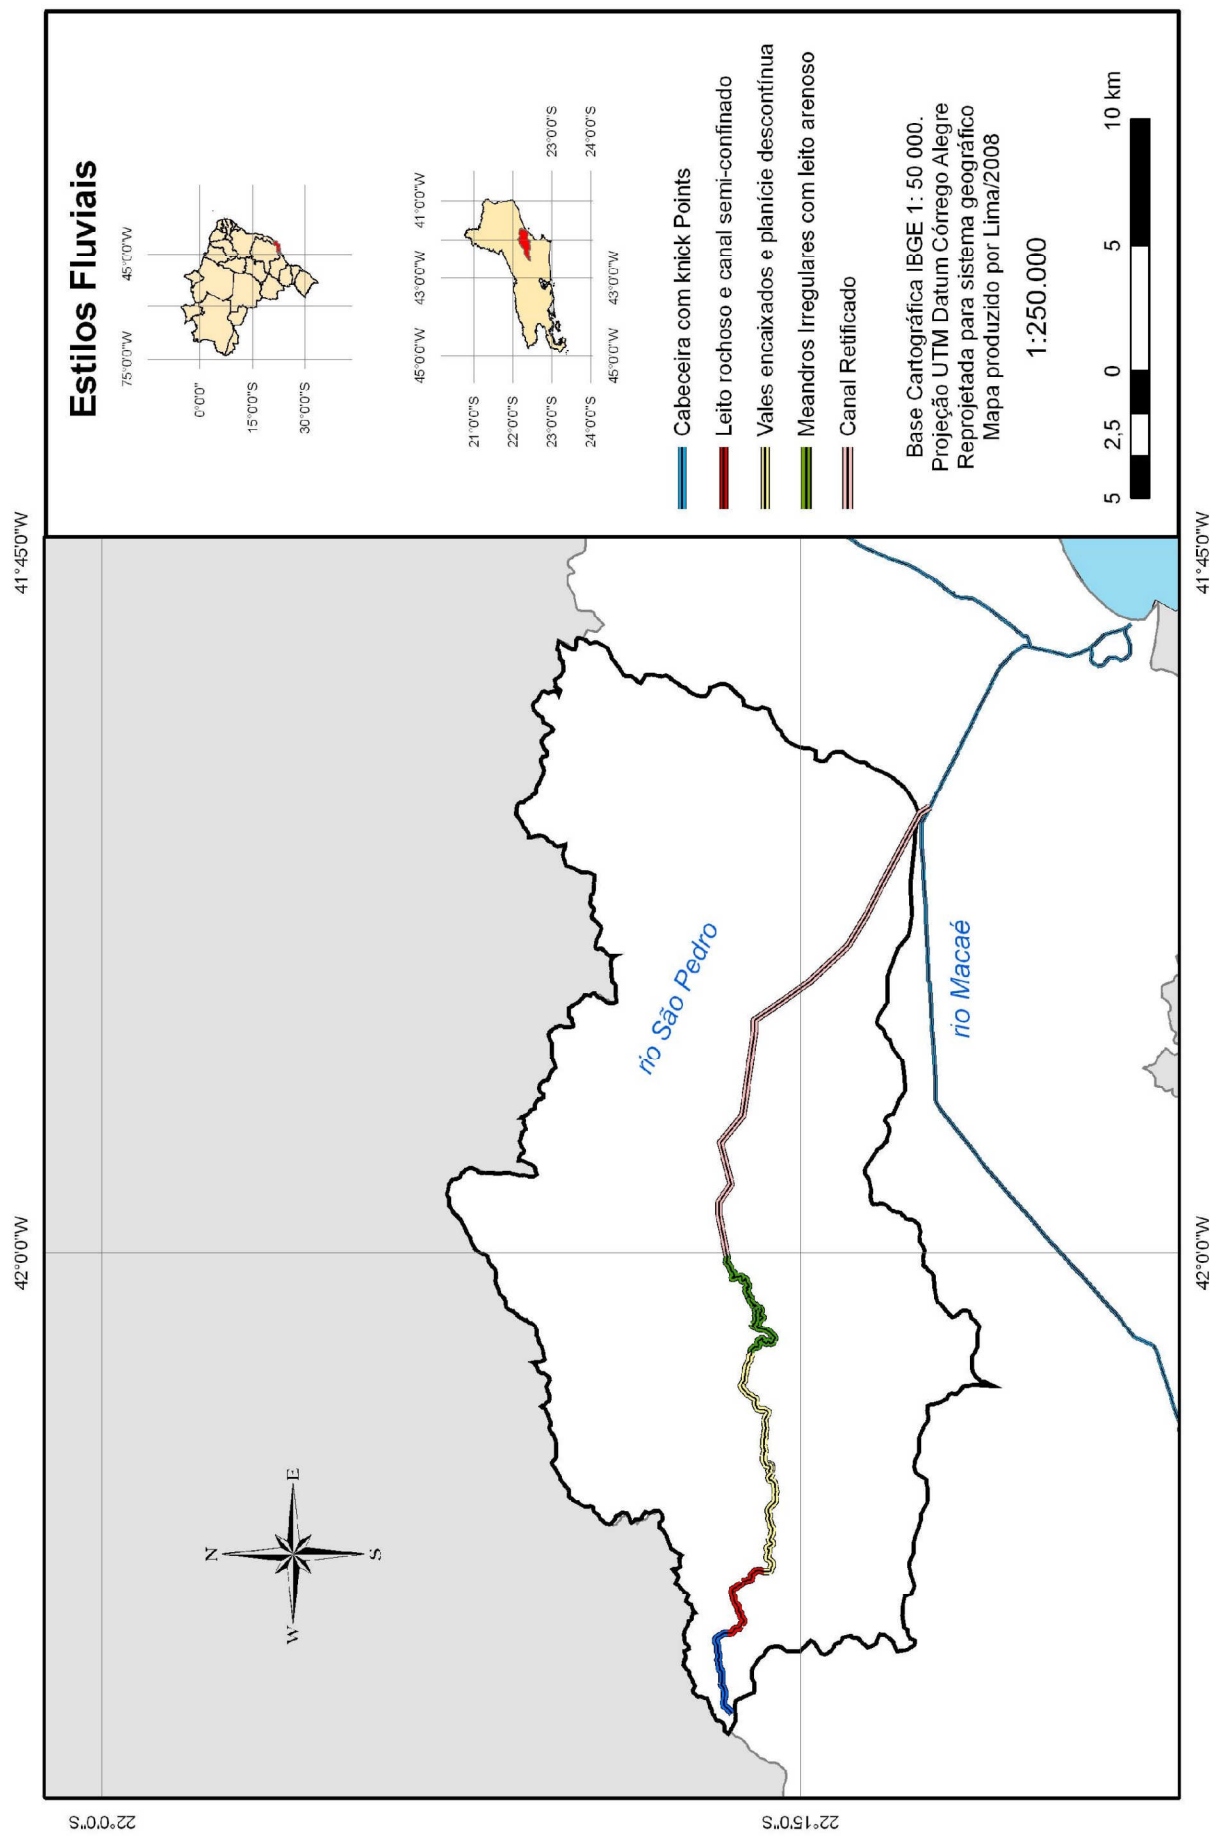 Estilos Fluviais
75°0'0"W
45°0'0"W
0°0'0"
15°0'0"S
30°0'0"S
45°0'0"W
43°0'0"W
41°0'0"W
21°0'0"S
22°0'0"S
23°0'0"S
24°0'0"S
23°0'0"S
24°0'0"S
45°0'0"W
43°0'0"W
41°0'0"W
Cabeceira com knick Points
Leito rochoso e canal semi-confinado
Vales encaixados e planície descontínua
Meandros Irregulares com leito arenoso
Canal Retificado
Base Cartográfica IBGE 1: 50 000.
Projeção UTM Datum Córrego Alegre
Reprojetada para sistema geográfico
Mapa produzido por Lima/2008
1:250.000
5 2,5 0 5 10 km
42°0'0"W
41°45'0"W
22°0'0"S
22°15'0"S
N
W
E
S
rio São Pedro
rio Macaé
42°0'0"W
41°45'0"W